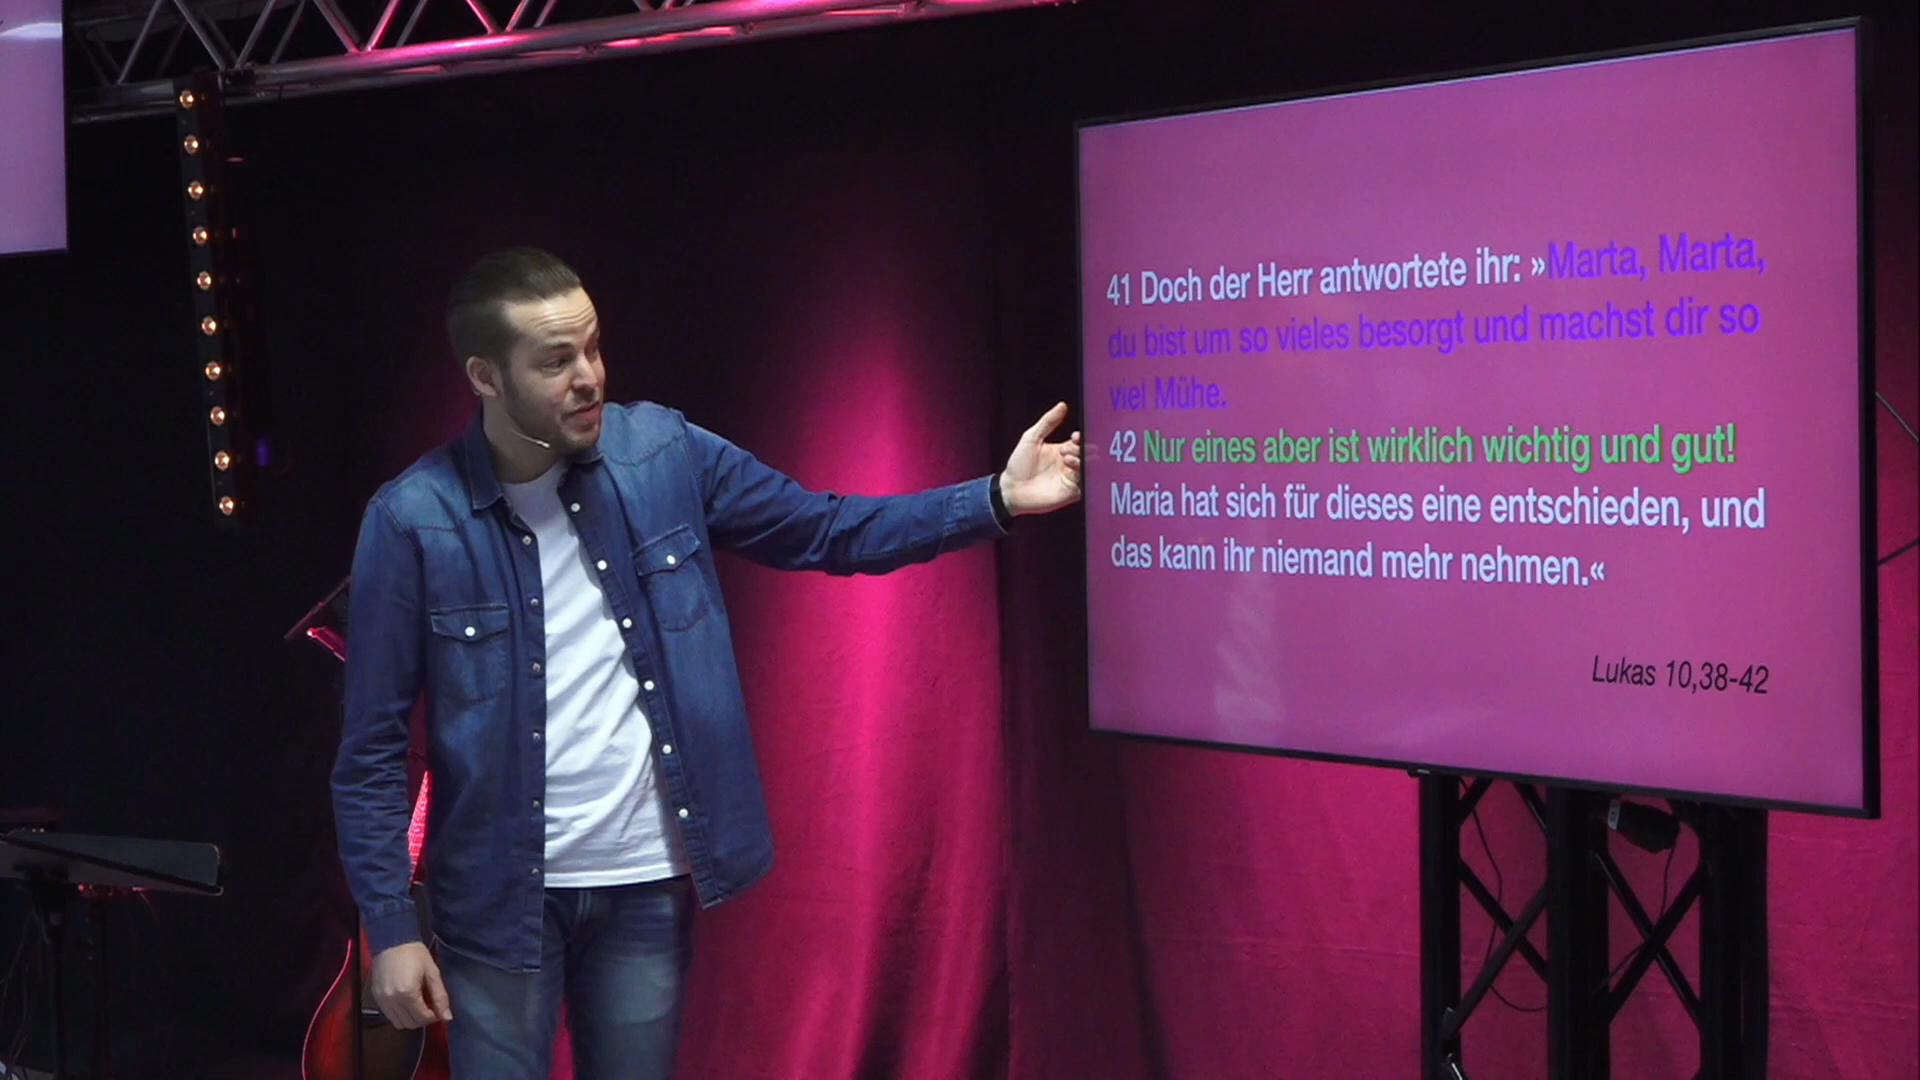 41 Doch der Herr antwortete ihr: »Marta, Marta,
du bist um so vieles besorgt und machst dir so
viel Mühe.
42 Nur eines aber ist wirklich wichtig und gut!
Maria hat sich für dieses eine entschieden, und
das kann ihr niemand mehr nehmen.«
Lukas 10,38-42